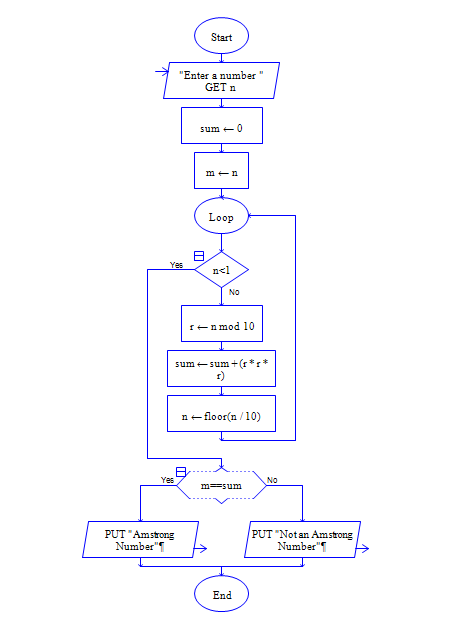 Start
"Enter a number "
GET n
sum ← 0
m ← n
Loop
Yes
n<1
No
r ← n mod 10
sum ← sum + (r * r *
r)
n ← floor(n / 10)
Yes
m==sum
No
PUT "Amstrong
Number"¶
PUT "Not an Amstrong
Number"¶
End